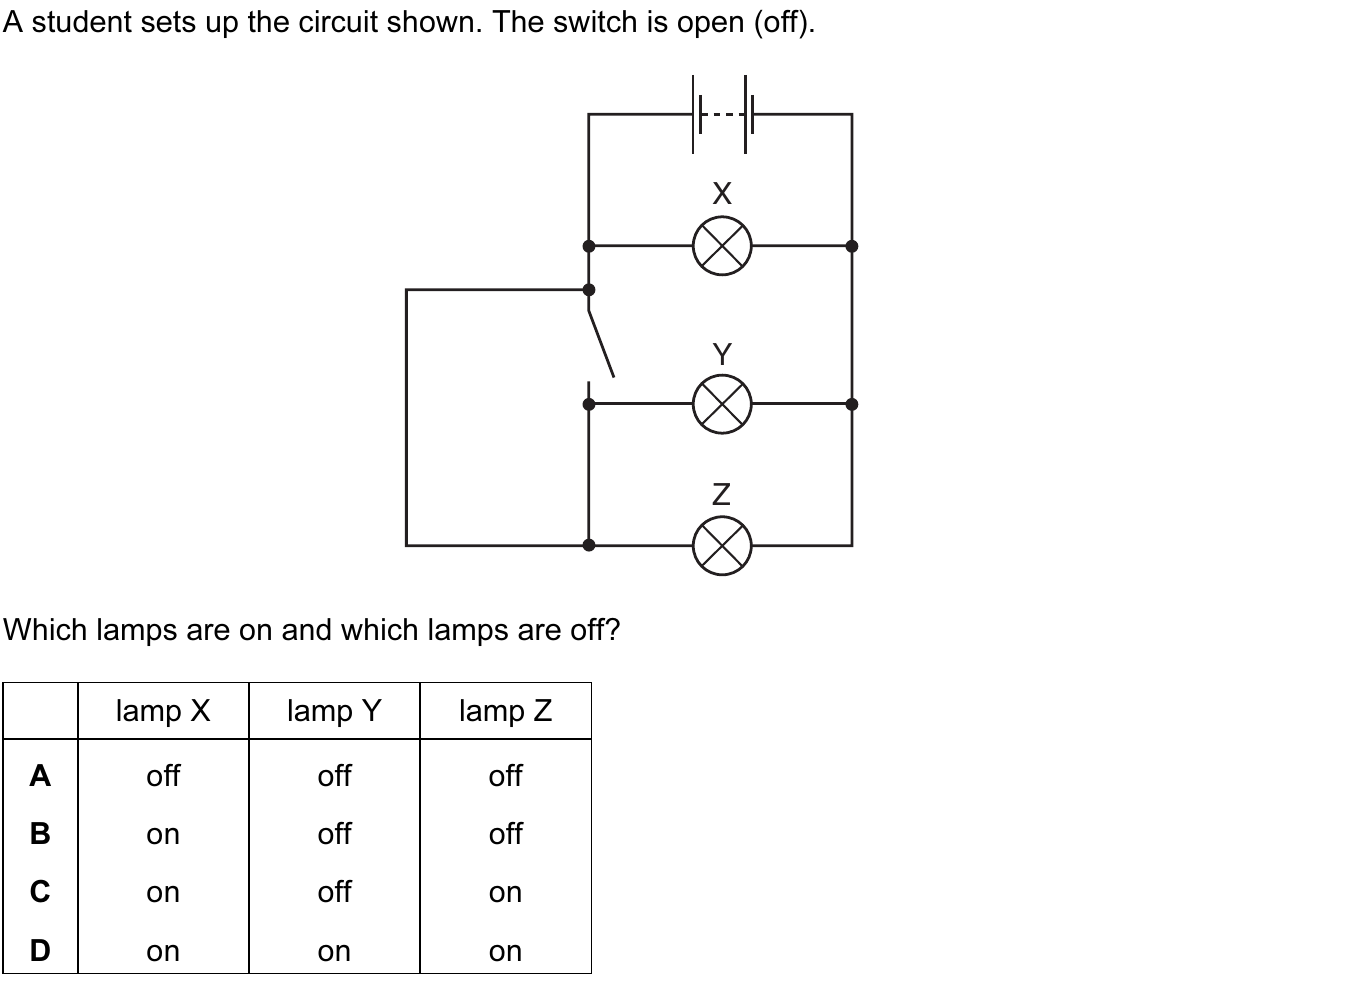 A student sets up the circuit shown. The switch is open (off).
X
Y
Z
Which lamps are on and which lamps are off?
lamp X lamp Y lamp Z
A off off off
B on off off
C on off on
D on on on